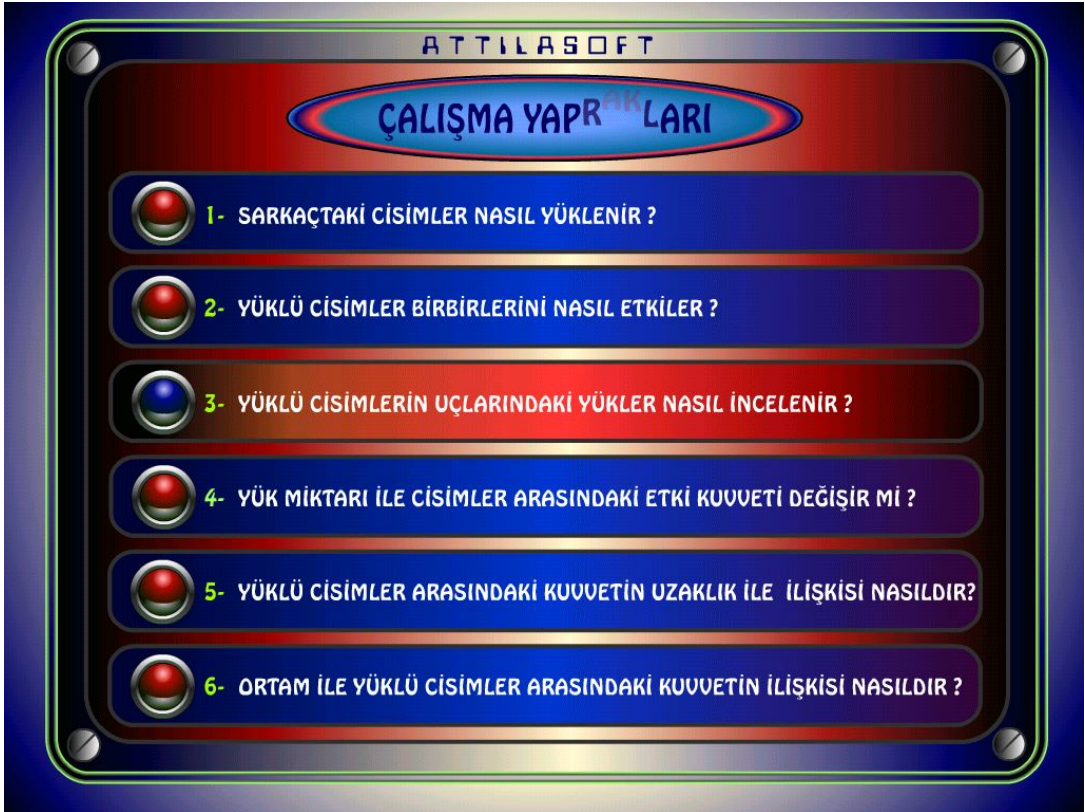 ATTILASOFT
ÇALIŞMA YAPRAKLARI
1- SARKAÇTAKİ CİSİMLER NASIL YÜKLENİR ?
2- YÜKLÜ CİSİMLER BİRBİRLERİNİ NASIL ETKİLER ?
3- YÜKLÜ CİSİMLERİN UÇLARINDAKİ YÜKLER NASIL İNCELENİR ?
4- YÜK MİKTARI İLE CİSİMLER ARASINDAKİ ETKİ KUVVETİ DEĞİŞİR Mİ ?
5- YÜKLÜ CİSİMLER ARASINDAKİ KUVVETİN UZAKLIK İLE İLİŞKİSİ NASILDIR?
6- ORTAM İLE YÜKLÜ CİSİMLER ARASINDAKİ KUVVETİN İLİŞKİSİ NASILDIR ?